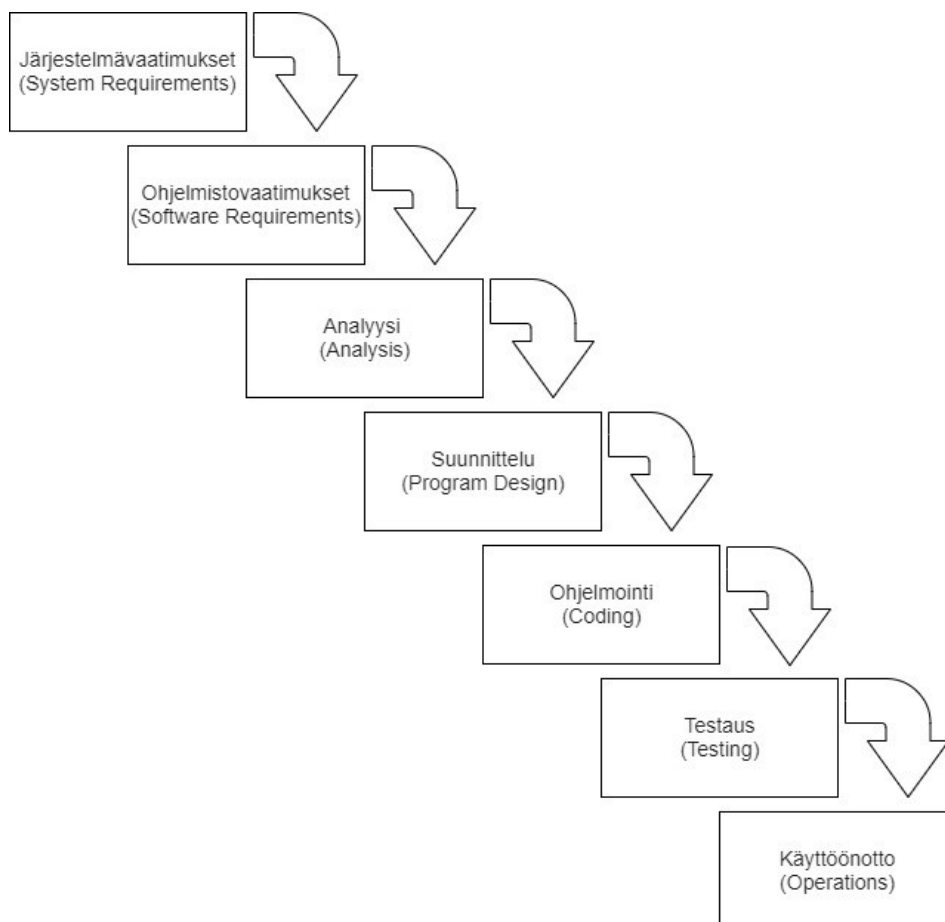 Järjestelmävaatimukset
(System Requirements)
Ohjelmistovaatimukset
(Software Requirements)
Analyysi
(Analysis)
Suunnittelu
(Program Design)
Ohjelmointi
(Coding)
Testaus
(Testing)
Käyttöönotto
(Operations)